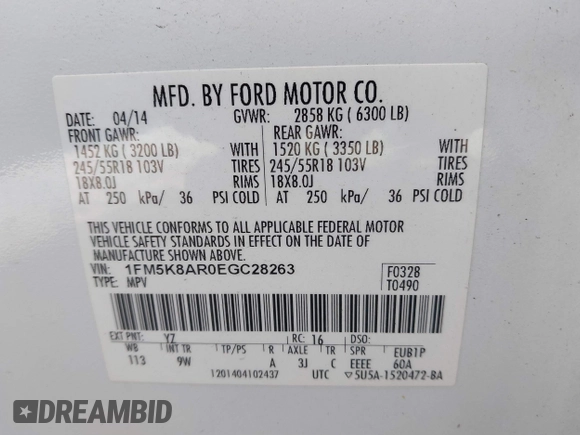 MFD. BY FORD MOTOR CO.
DATE: 04/14 GVWR: 2858 KG ( 6300 LB)
FRONT GAWR: REAR GAWR:
1452 KG ( 3200 LB) WITH 1520 KG ( 3350 LB) WITH
245/55R18 103V TIRES 245/55R18 103V TIRES
18X8.0J RIMS 18X8.0J RIMS
AT 250 kPa/ 36 PSI COLD AT 250 kPa/ 36 PSI COLD
THIS VEHICLE CONFORMS TO ALL APPLICABLE FEDERAL MOTOR
VEHICLE SAFETY STANDARDS IN EFFECT ON THE DATE OF
MANUFACTURE SHOWN ABOVE.
VIN: 1FM5K8AR0EGC28263 F0328
TYPE: MPV T0490
EXT PNT: YZ RC: 16 DSO:
WB INT TR TP/PS R AXLE TR SPR EUB1P
113 9W A 3J C EEEE 60A
1201404102437 UTC ▽5U5A-1520472-8A
DREAMBID